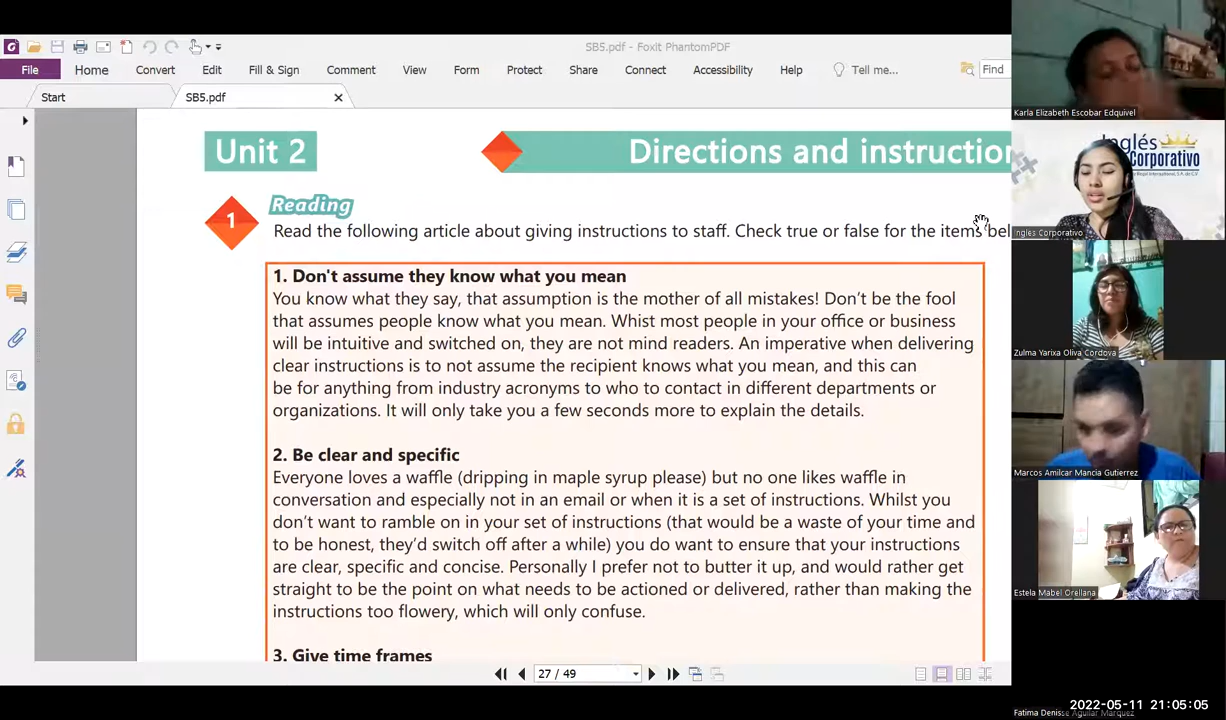 SB5.pdf - Foxit PhantomPDF
File Home Convert Edit Fill & Sign Comment View Form Protect Share Connect Accessibility Help Tell me... Find
Start SB5.pdf
Unit 2
Directions and instruction
1
Reading
Read the following article about giving instructions to staff. Check true or false for the items bel
1. Don't assume they know what you mean
You know what they say, that assumption is the mother of all mistakes! Don't be the fool
that assumes people know what you mean. Whist most people in your office or business
will be intuitive and switched on, they are not mind readers. An imperative when delivering
clear instructions is to not assume the recipient knows what you mean, and this can
be for anything from industry acronyms to who to contact in different departments or
organizations. It will only take you a few seconds more to explain the details.
2. Be clear and specific
Everyone loves a waffle (dripping in maple syrup please) but no one likes waffle in
conversation and especially not in an email or when it is a set of instructions. Whilst you
don't want to ramble on in your set of instructions (that would be a waste of your time and
to be honest, they'd switch off after a while) you do want to ensure that your instructions
are clear, specific and concise. Personally I prefer not to butter it up, and would rather get
straight to be the point on what needs to be actioned or delivered, rather than making the
instructions too flowery, which will only confuse.
3. Give time frames
27 / 49
Karla Elizabeth Escobar Edquivel
Inglés
Corporativo
Inglés Corporativo
Zulma Yarixa Oliva Cordova
Marcos Amilcar Mancia Gutierrez
Estela Mabel Orellana
2022-05-11 21:05:05
Fatima Denisse Aguilar Marquez